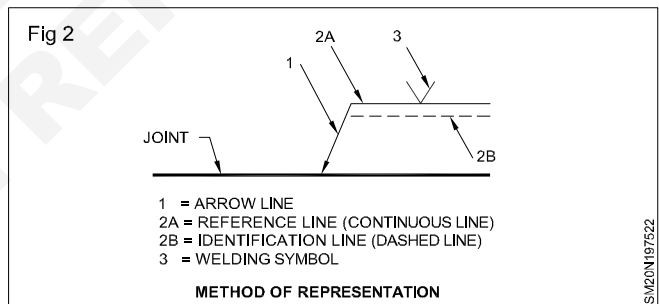 Fig 2
2A
3
1
JOINT
2B
1 = ARROW LINE
2A = REFERENCE LINE (CONTINUOUS LINE)
2B = IDENTIFICATION LINE (DASHED LINE)
3 = WELDING SYMBOL
METHOD OF REPRESENTATION
SM20N197522